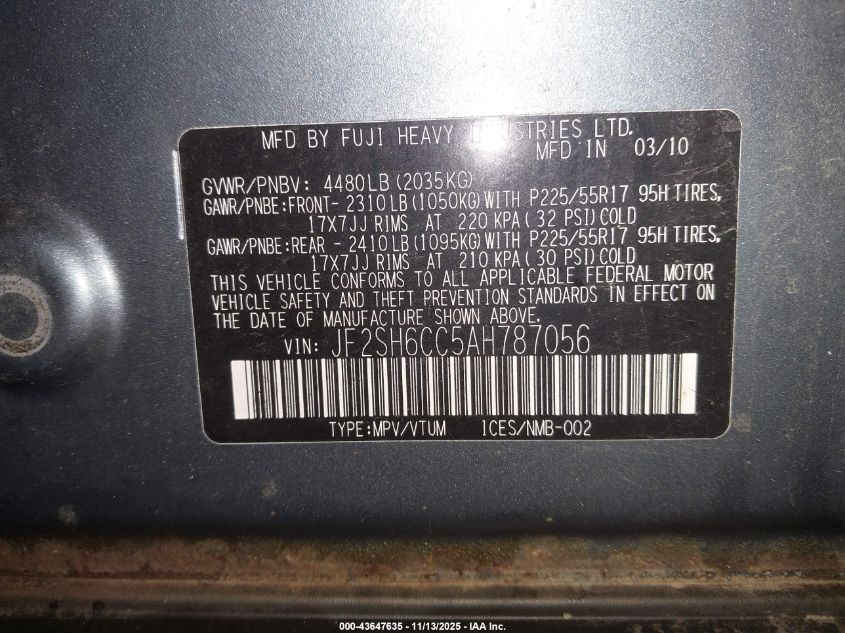 MFD BY FUJI HEAVY INDUSTRIES LTD.
MFD IN 03/10
GVWR/PNBV: 4480LB (2035KG)
GAWR/PNBE:FRONT- 2310 LB (1050KG) WITH P225/55R17 95H TIRES,
17X7JJ RIMS AT 220 KPA ( 32 PSI) COLD
GAWR/PNBE:REAR - 2410 LB (1095KG) WITH P225/55R17 95H TIRES,
17X7JJ RIMS AT 210 KPA ( 30 PSI) COLD
THIS VEHICLE CONFORMS TO ALL APPLICABLE FEDERAL MOTOR
VEHICLE SAFETY AND THEFT PREVENTION STANDARDS IN EFFECT ON
THE DATE OF MANUFACTURE SHOWN ABOVE.
VIN: JF2SH6CC5AH787056
TYPE:MPV/VTUM ICES/NMB-002
000-43647635 - 11/13/2025 - IAA Inc.